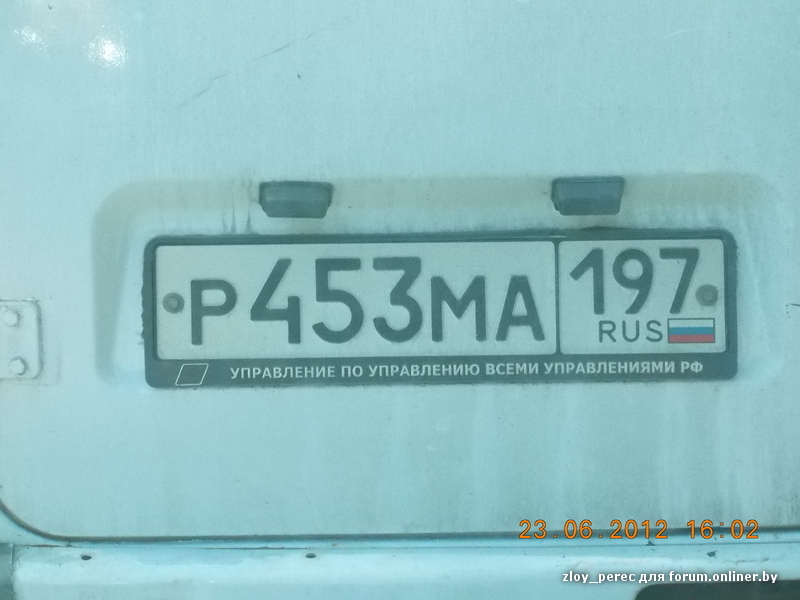 Р453МА 197
RUS
УПРАВЛЕНИЕ ПО УПРАВЛЕНИЮ ВСЕМИ УПРАВЛЕНИЯМИ РФ
23.06.2012 16:02
zloy_perec для forum.onliner.by